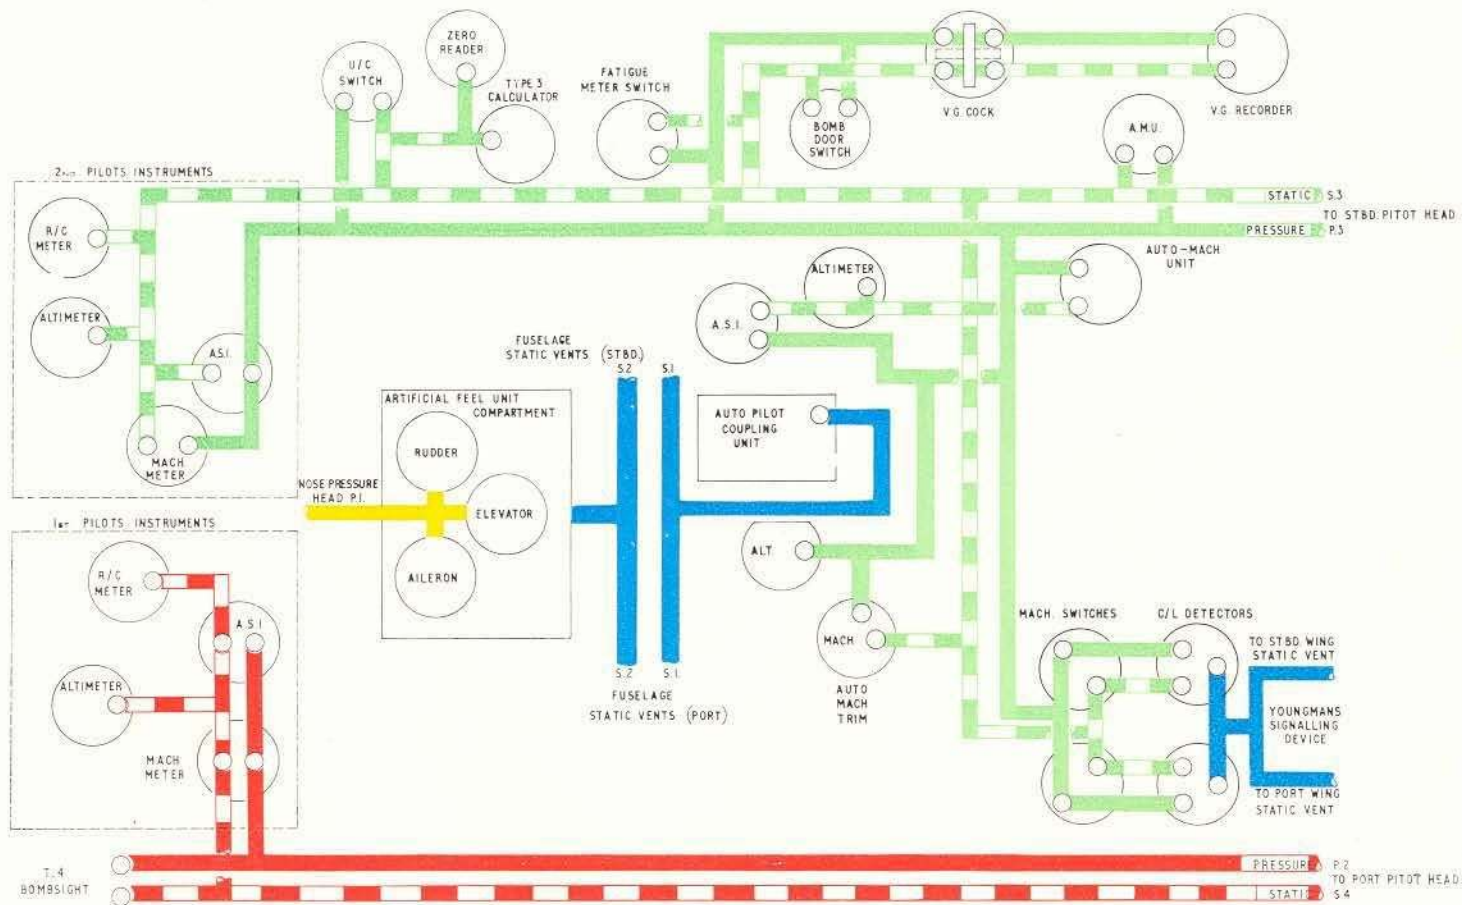 U/C
SWITCH
ZERO
READER
TYPE 3
CALCULATOR
FATIGUE
METER SWITCH
BOMB
DOOR
SWITCH
V.G. COCK
V.G. RECORDER
A.M.U.
2ND PILOTS INSTRUMENTS
R/C
METER
ALTIMETER
A.S.I.
MACH
METER
STATIC S.3
TO STBD. PITOT HEAD
PRESSURE P.3
AUTO-MACH
UNIT
ALTIMETER
A.S.I.
FUSELAGE
STATIC VENTS (STBD.)
S.2 S.1
ARTIFICIAL FEEL UNIT
COMPARTMENT
RUDDER
ELEVATOR
AILERON
NOSE PRESSURE
HEAD P.1.
AUTO PILOT
COUPLING
UNIT
S.2 S.1.
FUSELAGE
STATIC VENTS (PORT)
ALT.
MACH.
AUTO
MACH
TRIM
MACH. SWITCHES
C/L DETECTORS
TO STBD WING
STATIC VENT
YOUNGMANS
SIGNALLING
DEVICE
TO PORT WING
STATIC VENT
1ST PILOTS INSTRUMENTS
R/C
METER
A.S.I.
ALTIMETER
MACH
METER
T.4
BOMBSIGHT
PRESSURE P.2
TO PORT PITOT HEAD.
STATIC S.4